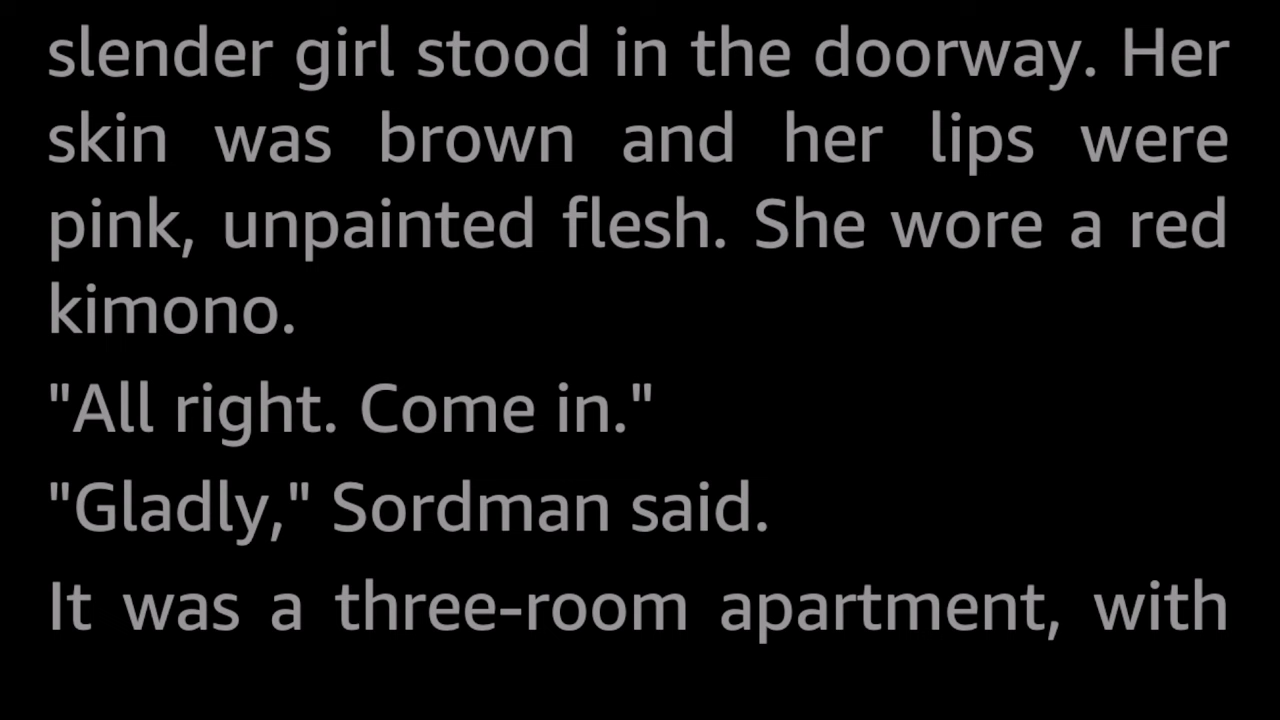 slender girl stood in the doorway. Her
skin was brown and her lips were
pink, unpainted flesh. She wore a red
kimono.
"All right. Come in."
"Gladly," Sordman said.
It was a three-room apartment, with